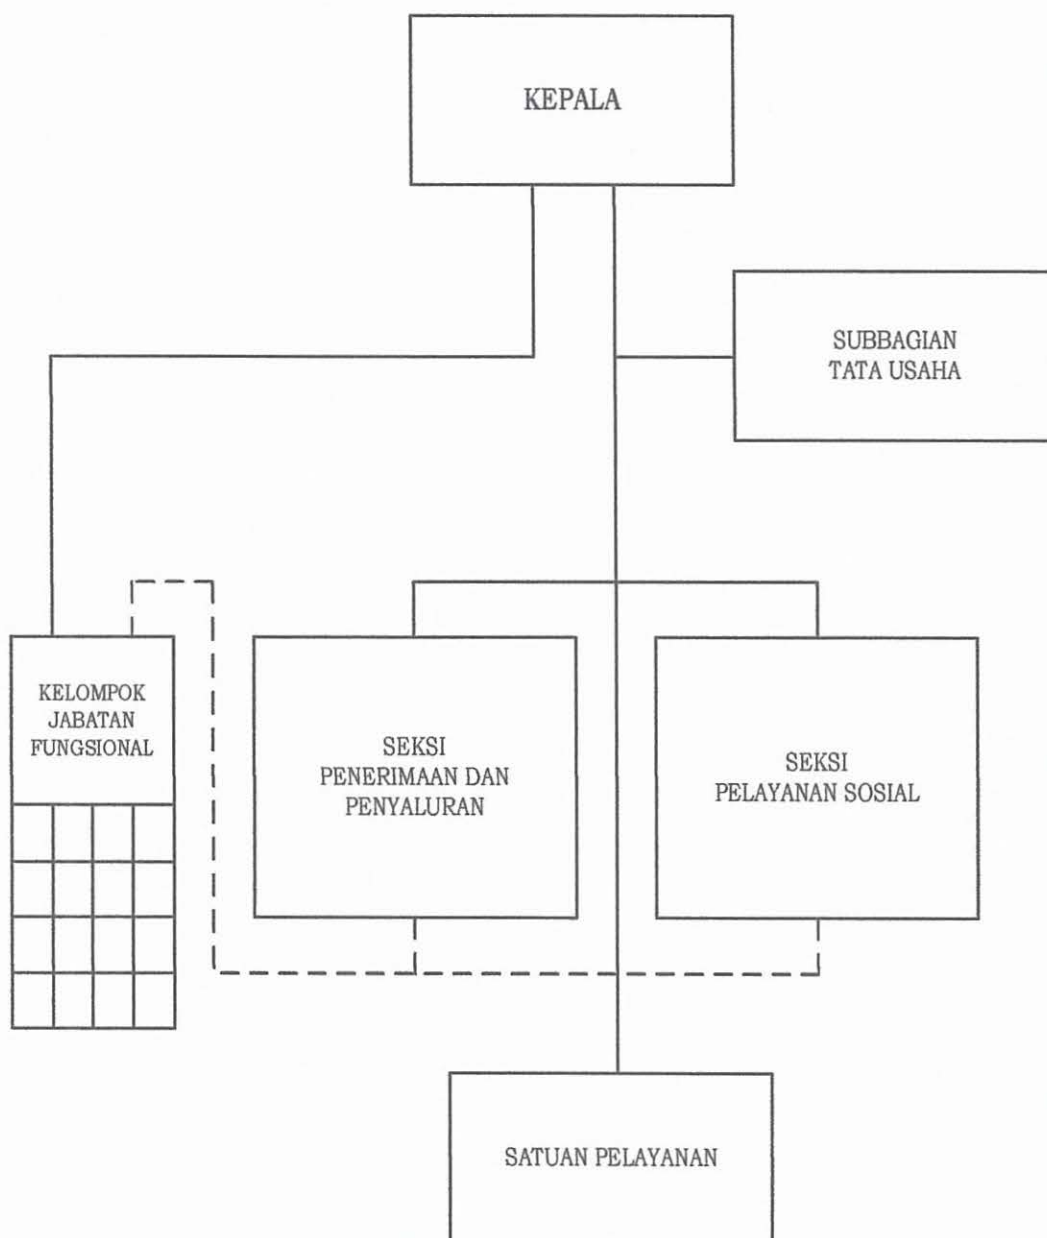 KEPALA
SUBBAGIAN
TATA USAHA
KELOMPOK
JABATAN
FUNGSIONAL
SEKSI
PENERIMAAN DAN
PENYALURAN
SEKSI
PELAYANAN SOSIAL
SATUAN PELAYANAN